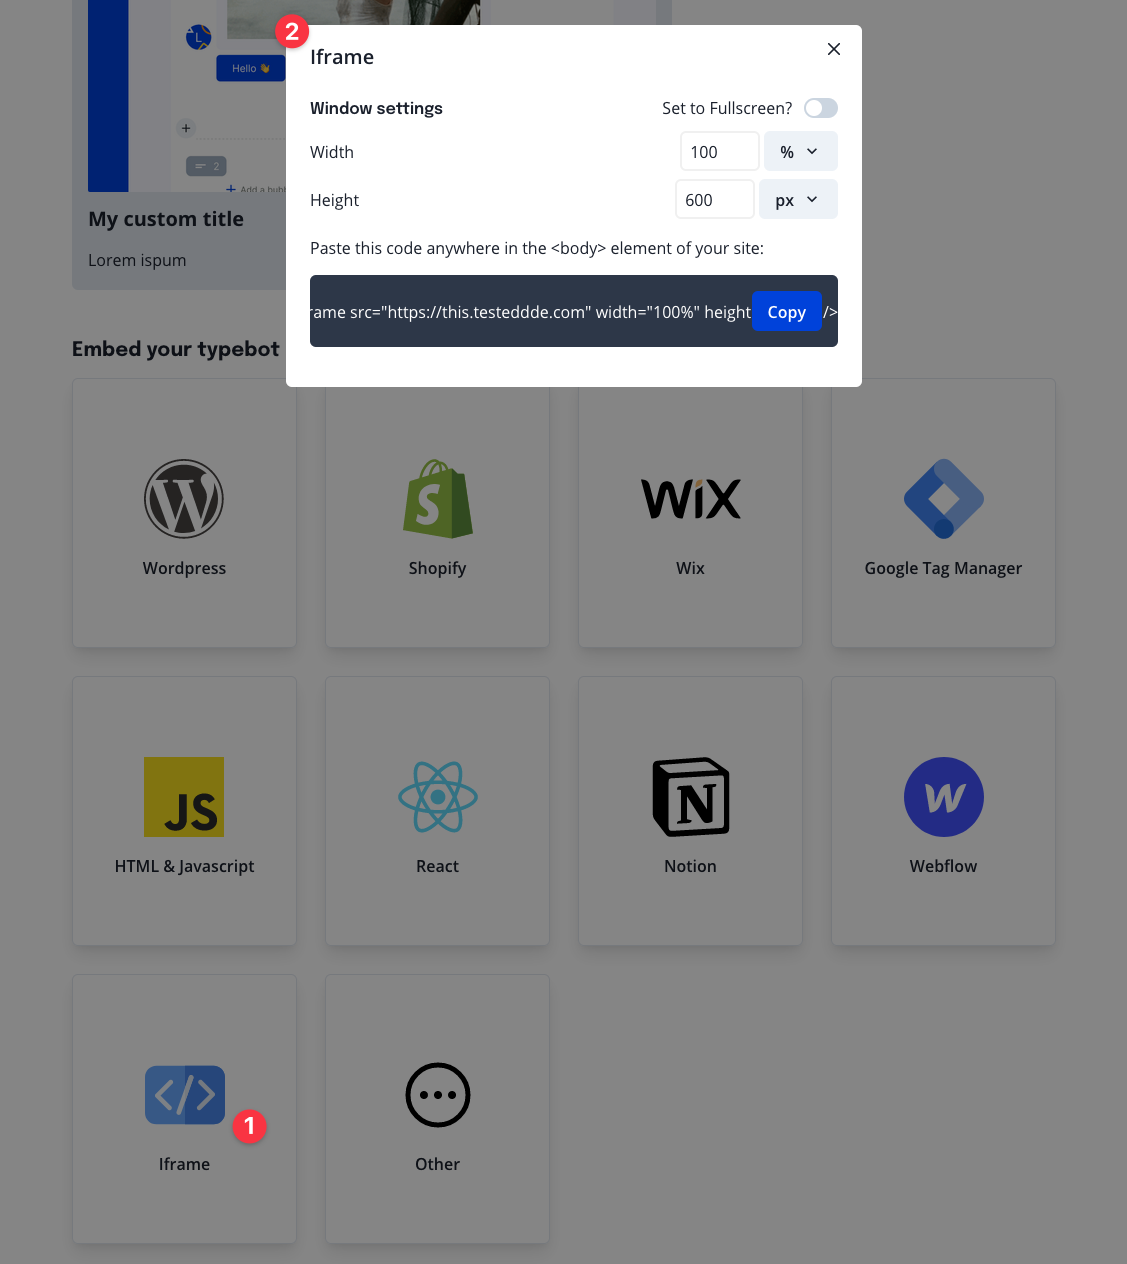 2
L
Hello 👋
Iframe
Window settings
Set to Fullscreen?
Width
100
%
Height
600
px
2
Add a bubb
My custom title
Lorem ispum
Paste this code anywhere in the <body> element of your site:
rame src="https://this.testeddde.com" width="100%" height
Copy
/>
Embed your typebot
Wordpress
Shopify
WiX
Wix
Google Tag Manager
JS
HTML & Javascript
React
N
Notion
W
Webflow
</>
1
Iframe
Other